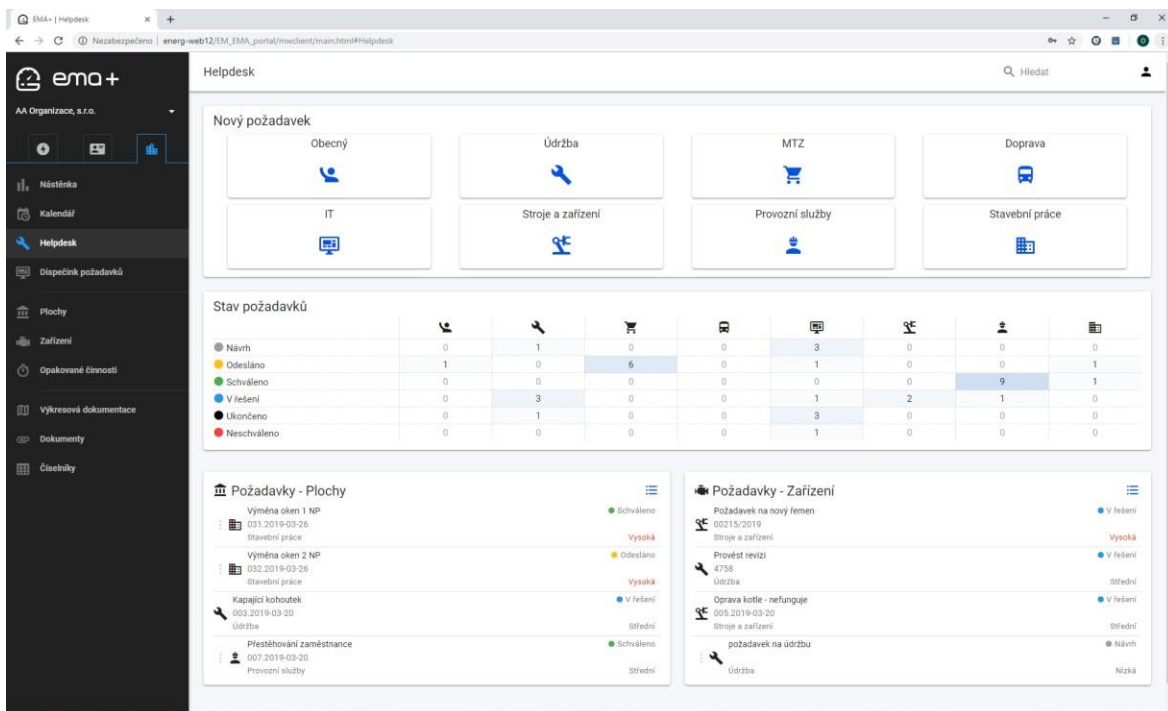 EMA+ | Helpdesk
Nezabezpečeno | energ-web12/EM_EMA_portal/mwclient/main.html#Helpdesk
ema+
Helpdesk
Hledat
AA Organizace, s.r.o.
Nástěnka
Kalendář
Helpdesk
Dispečink požadavků
Plochy
Zařízení
Opakované činnosti
Výkresová dokumentace
Dokumenty
Číselníky
Nový požadavek
Obecný Údržba MTZ Doprava
IT Stroje a zařízení Provozní služby Stavební práce
Stav požadavků
Návrh 0 1 0 0 3 0 0 0
Odesláno 1 0 6 0 1 0 0 1
Schváleno 0 0 0 0 0 0 9 1
V řešení 0 3 0 0 1 2 1 0
Ukončeno 0 1 0 0 3 0 0 0
Neschváleno 0 0 0 0 1 0 0 0
Požadavky - Plochy
Výměna oken 1 NP Schváleno
031.2019-03-26
Stavební práce Vysoká
Výměna oken 2 NP Odesláno
032.2019-03-26
Stavební práce Vysoká
Kapající kohoutek V řešení
003.2019-03-20
Údržba Střední
Přestěhování zaměstnance Schváleno
007.2019-03-20
Provozní služby Střední
Požadavky - Zařízení
Požadavek na nový řemen V řešení
00215/2019
Stroje a zařízení Vysoká
Provést revizi V řešení
4758
Údržba Střední
Oprava kotle - nefunguje V řešení
005.2019-03-20
Stroje a zařízení Střední
požadavek na údržbu Návrh
Údržba Nízká